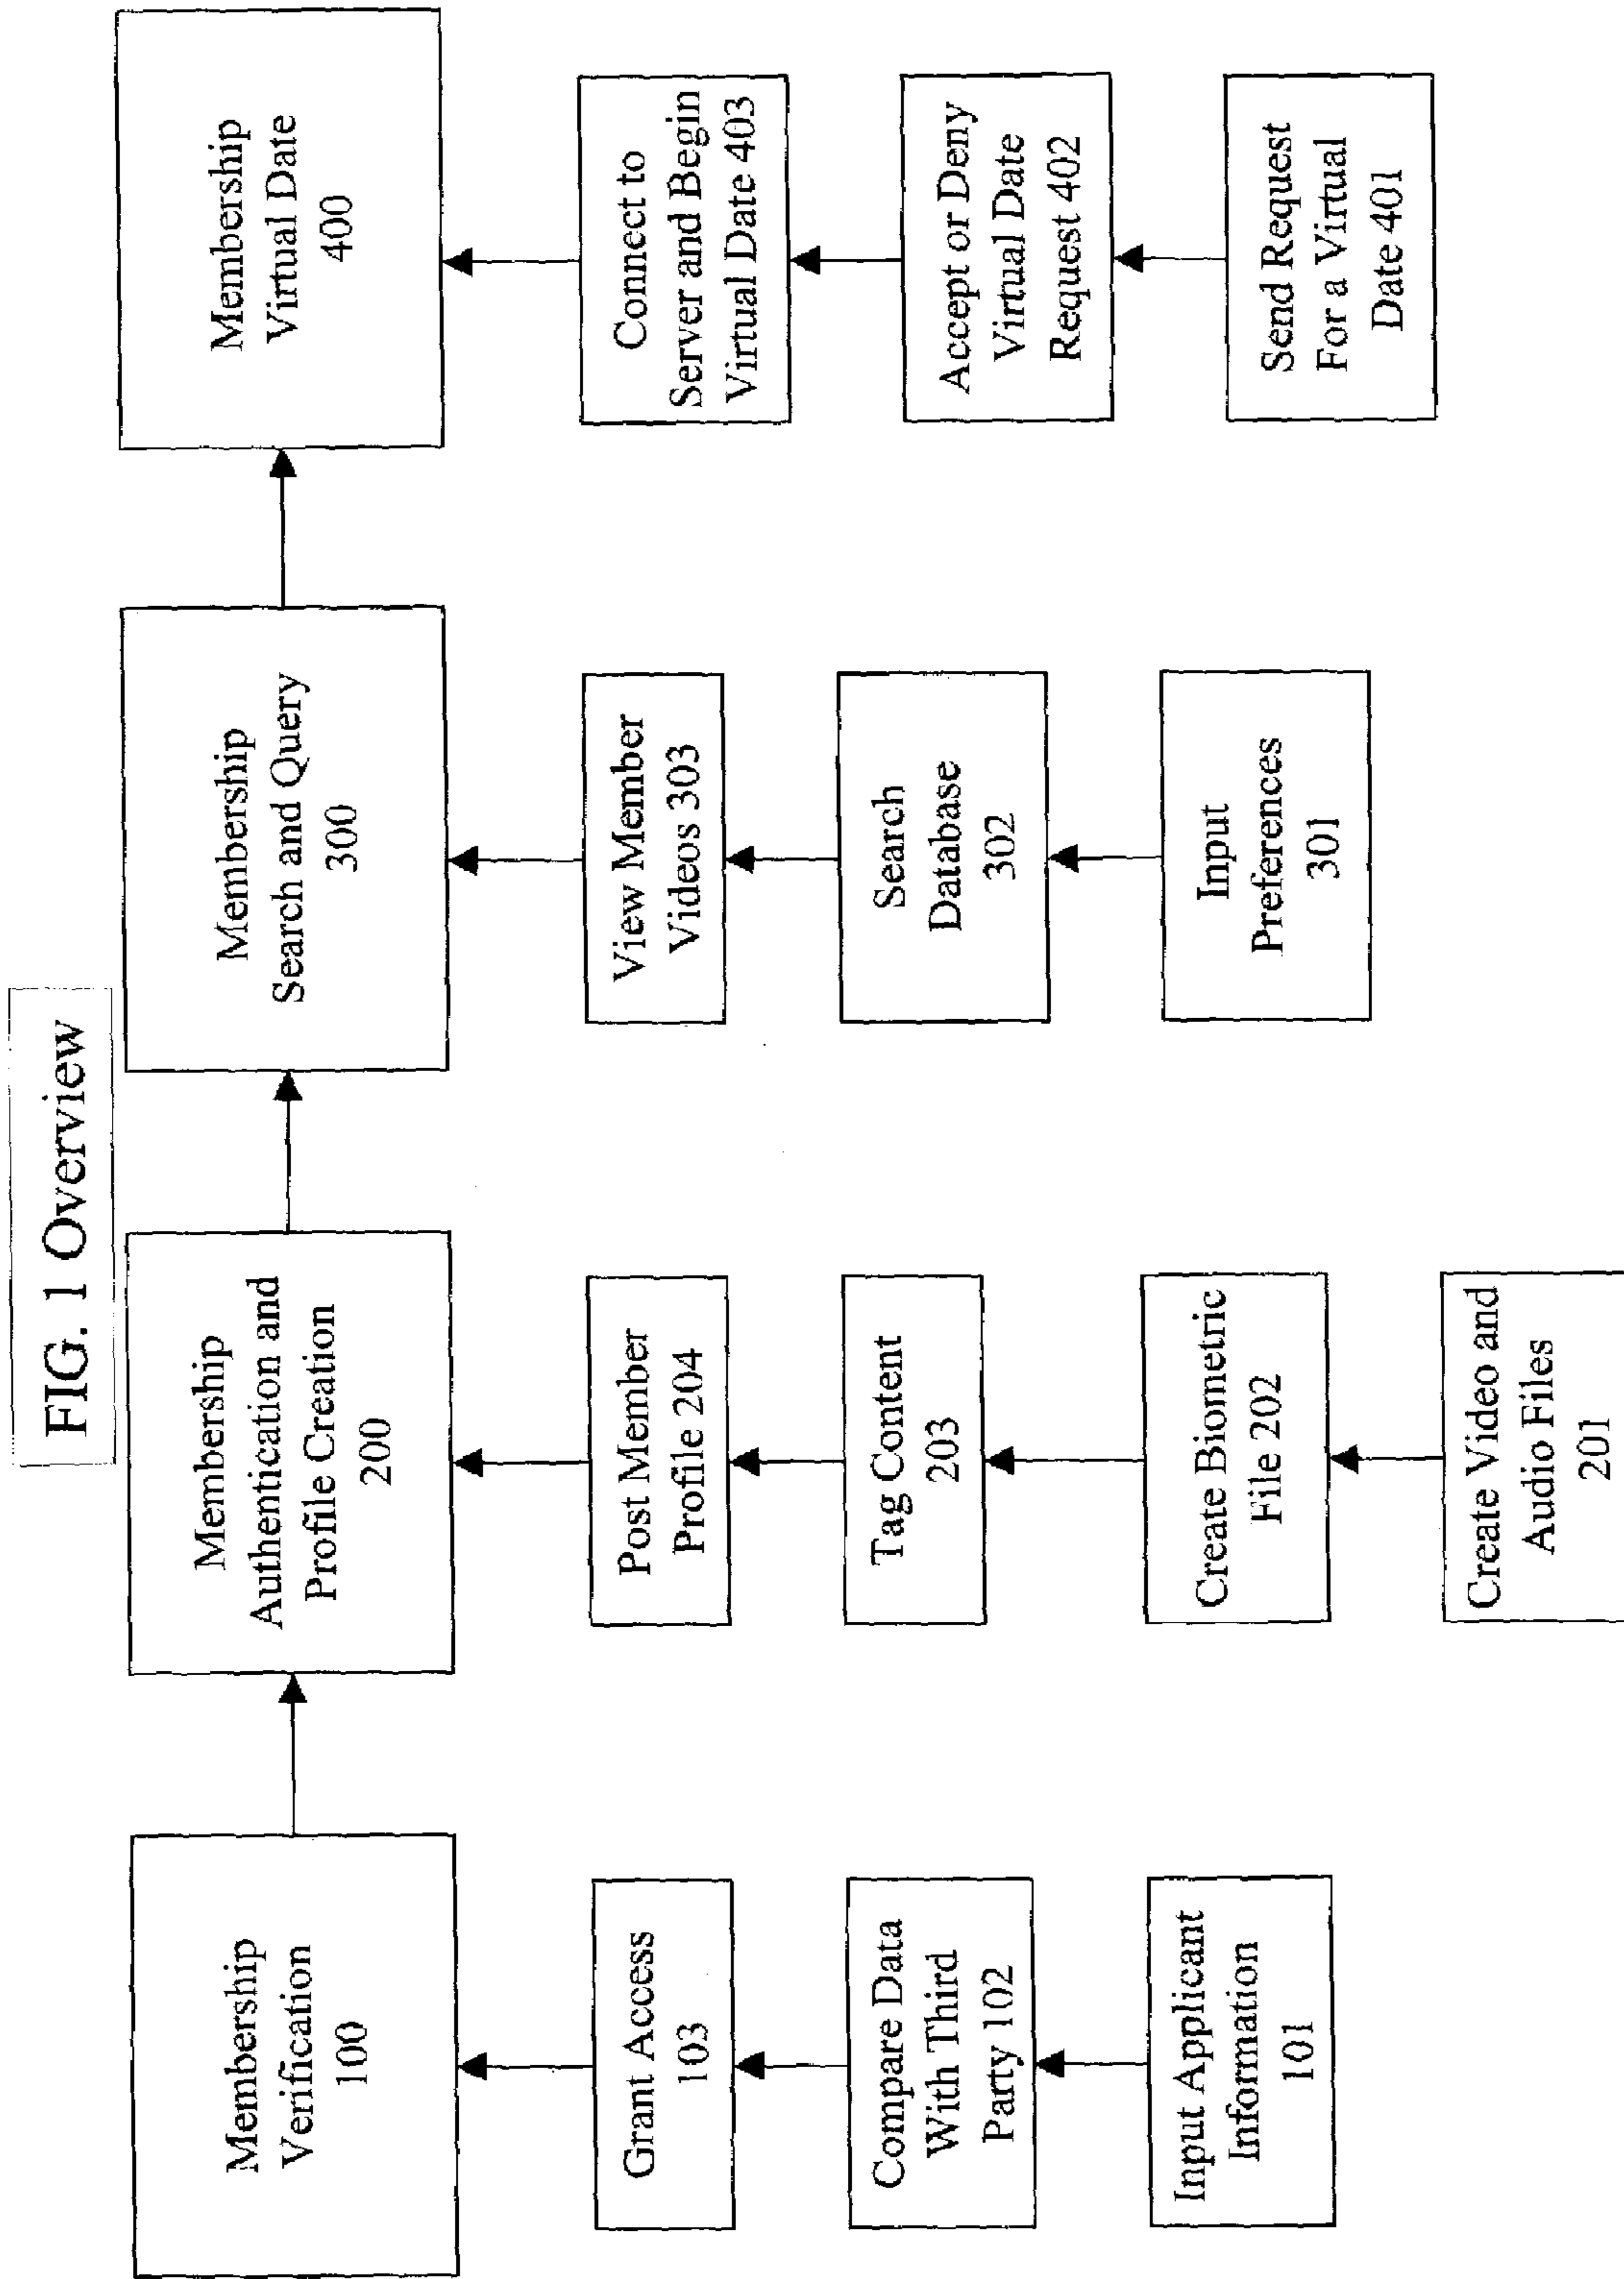 FIG. 1 Overview
Membership
Verification
100
Grant Access
103
Compare Data
With Third
Party 102
Input Applicant
Information
101
Membership
Authentication and
Profile Creation
200
Post Member
Profile 204
Tag Content
203
Create Biometric
File 202
Create Video and
Audio Files
201
Membership
Search and Query
300
View Member
Videos 303
Search
Database
302
Input
Preferences
301
Membership
Virtual Date
400
Connect to
Server and Begin
Virtual Date 403
Accept or Deny
Virtual Date
Request 402
Send Request
For a Virtual
Date 401